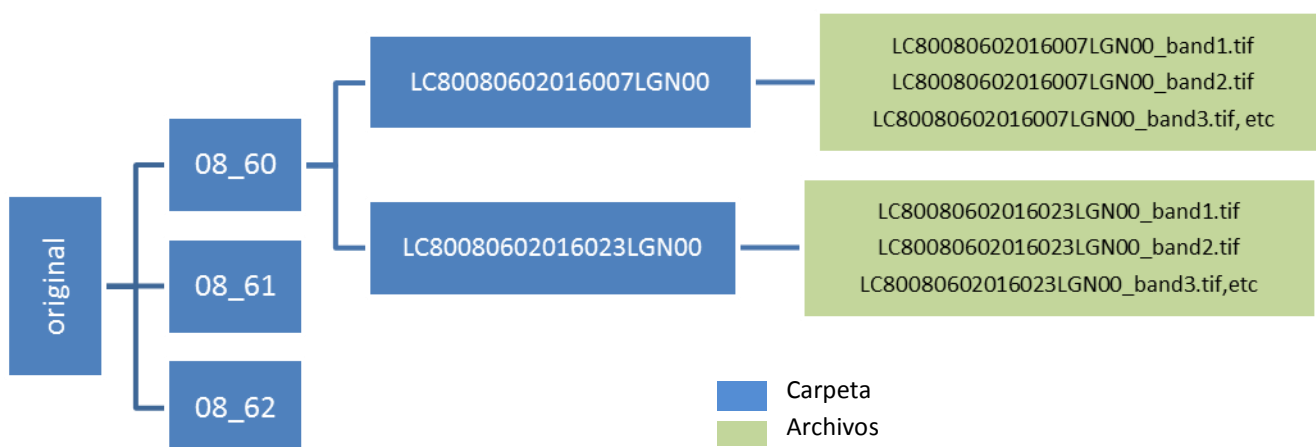 original
08_60
08_61
08_62
LC80080602016007LGN00
LC80080602016023LGN00
LC80080602016007LGN00_band1.tif
LC80080602016007LGN00_band2.tif
LC80080602016007LGN00_band3.tif, etc
LC80080602016023LGN00_band1.tif
LC80080602016023LGN00_band2.tif
LC80080602016023LGN00_band3.tif,etc
Carpeta
Archivos